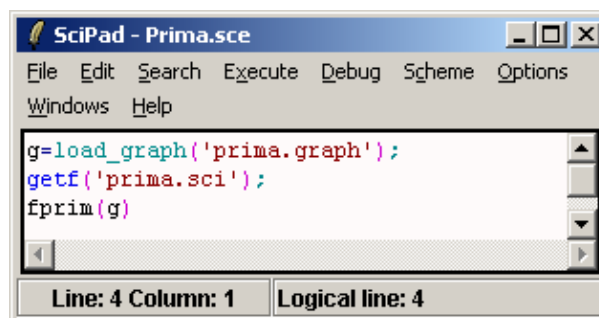 SciPad - Prima.sce
File Edit Search Execute Debug Scheme Options
Windows Help
g=load_graph('prima.graph');
getf('prima.sci');
fprim(g)
Line: 4 Column: 1 Logical line: 4